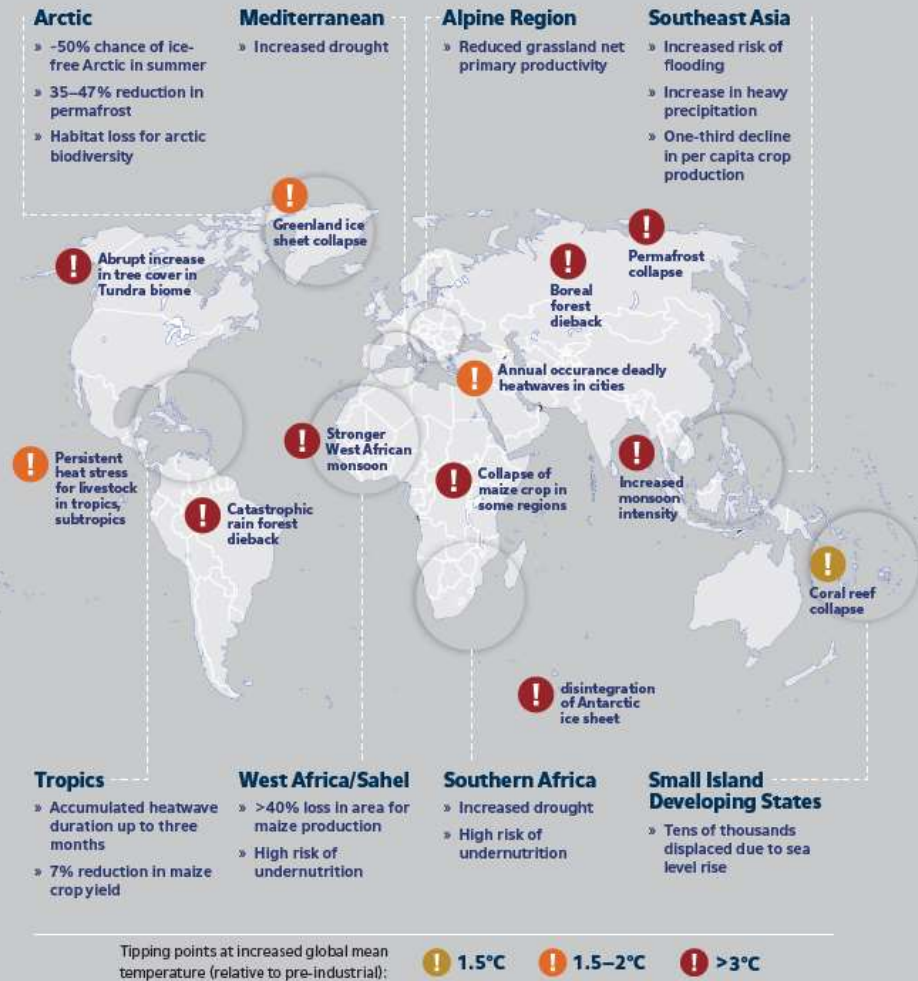 Arctic
» -50% chance of ice-
free Arctic in summer
» 35–47% reduction in
permafrost
» Habitat loss for arctic
biodiversity
Mediterranean
» Increased drought
Alpine Region
» Reduced grassland net
primary productivity
Southeast Asia
» Increased risk of
flooding
» Increase in heavy
precipitation
» One-third decline
in per capita crop
production
! Greenland ice
sheet collapse
! Abrupt increase
in tree cover in
Tundra biome
! Boreal
forest
dieback
! Permafrost
collapse
! Annual occurance deadly
heatwaves in cities
! Persistent
heat stress
for livestock
in tropics,
subtropics
! Stronger
West African
monsoon
! Catastrophic
rain forest
dieback
! Collapse of
maize crop in
some regions
! Increased
monsoon
intensity
! Coral reef
collapse
! disintegration
of Antarctic
ice sheet
Tropics
» Accumulated heatwave
duration up to three
months
» 7% reduction in maize
crop yield
West Africa/Sahel
» >40% loss in area for
maize production
» High risk of
undernutrition
Southern Africa
» Increased drought
» High risk of
undernutrition
Small Island
Developing States
» Tens of thousands
displaced due to sea
level rise
Tipping points at increased global mean
temperature (relative to pre-industrial):
! 1.5°C ! 1.5–2°C ! >3°C